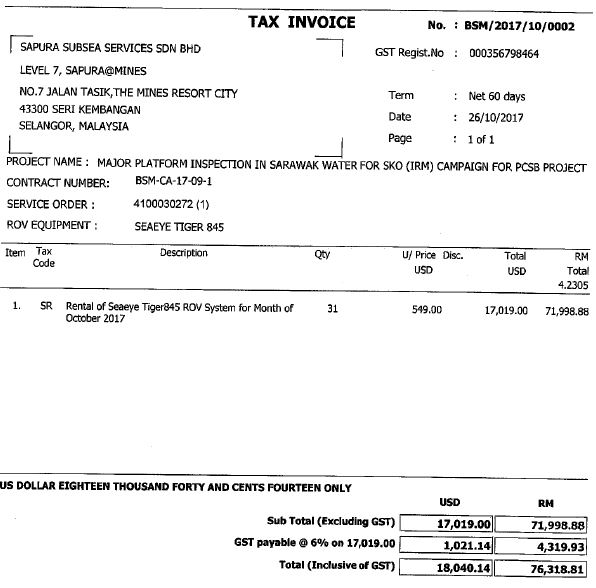 TAX INVOICE
No. : BSM/2017/10/0002
SAPURA SUBSEA SERVICES SDN BHD
GST Regist.No : 000356798464
LEVEL 7, SAPURA@MINES
NO.7 JALAN TASIK,THE MINES RESORT CITY
Term : Net 60 days
43300 SERI KEMBANGAN
Date : 26/10/2017
SELANGOR, MALAYSIA
Page : 1 of 1
PROJECT NAME : MAJOR PLATFORM INSPECTION IN SARAWAK WATER FOR SKO (IRM) CAMPAIGN FOR PCSB PROJECT
CONTRACT NUMBER: BSM-CA-17-09-1
SERVICE ORDER : 4100030272 (1)
ROV EQUIPMENT : SEAEYE TIGER 845
Item Tax Description Qty U/ Price Disc. Total RM
Code USD USD Total
4.2305
1. SR Rental of Seaeye Tiger845 ROV System for Month of 31 549.00 17,019.00 71,998.88
October 2017
US DOLLAR EIGHTEEN THOUSAND FORTY AND CENTS FOURTEEN ONLY
USD RM
Sub Total (Excluding GST) 17,019.00 71,998.88
GST payable @ 6% on 17,019.00 1,021.14 4,319.93
Total (Inclusive of GST) 18,040.14 76,318.81